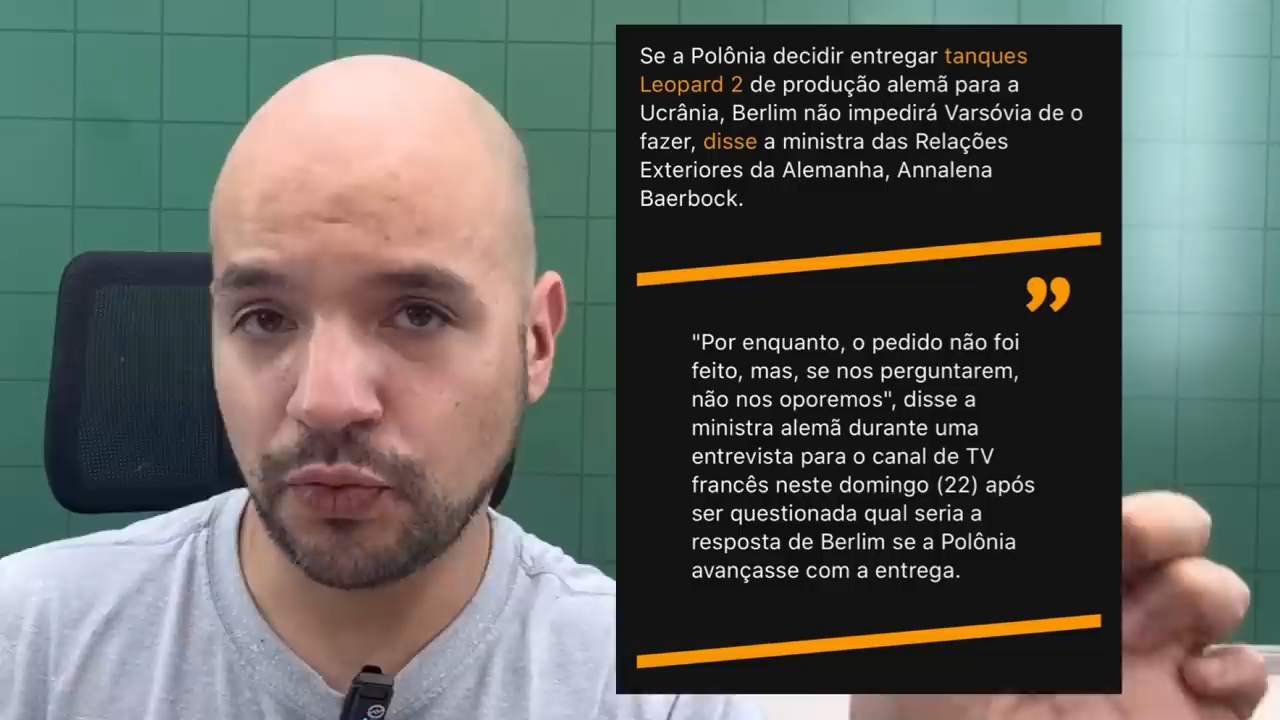 Se a Polônia decidir entregar tanques
Leopard 2 de produção alemã para a
Ucrânia, Berlim não impedirá Varsóvia de o
fazer, disse a ministra das Relações
Exteriores da Alemanha, Annalena
Baerbock.
"Por enquanto, o pedido não foi
feito, mas, se nos perguntarem,
não nos oporemos", disse a
ministra alemã durante uma
entrevista para o canal de TV
francês neste domingo (22) após
ser questionada qual seria a
resposta de Berlim se a Polônia
avançasse com a entrega.